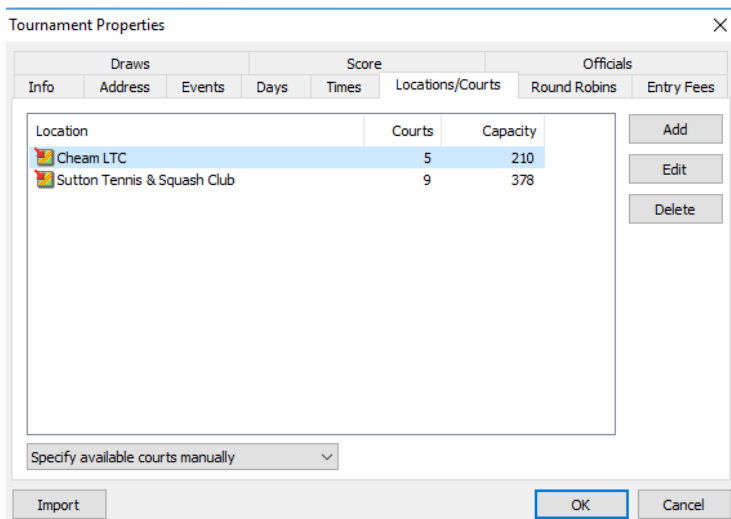 Tournament Properties
Draws Score Officials
Info Address Events Days Times Locations/Courts Round Robins Entry Fees
Location Courts Capacity Add
Cheam LTC 5 210 Edit
Sutton Tennis & Squash Club 9 378
Delete
Specify available courts manually
Import OK Cancel